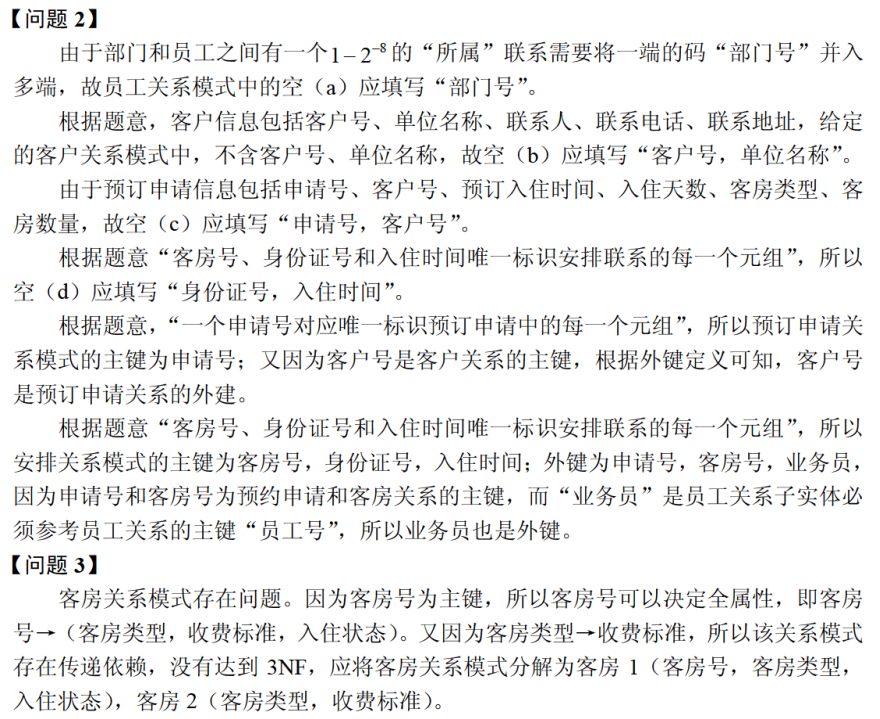 【问题 2】
由于部门和员工之间有一个1−2⁻⁸的“所属”联系需要将一端的码“部门号”并入
多端，故员工关系模式中的空（a）应填写“部门号”。
根据题意，客户信息包括客户号、单位名称、联系人、联系电话、联系地址，给定
的客户关系模式中，不含客户号、单位名称，故空（b）应填写“客户号，单位名称”。
由于预订申请信息包括申请号、客户号、预订入住时间、入住天数、客房类型、客
房数量，故空（c）应填写“申请号，客户号”。
根据题意“客房号、身份证号和入住时间唯一标识安排联系的每一个元组”，所以
空（d）应填写“身份证号，入住时间”。
根据题意，“一个申请号对应唯一标识预订申请中的每一个元组”，所以预订申请关
系模式的主键为申请号；又因为客户号是客户关系的主键，根据外键定义可知，客户号
是预订申请关系的外建。
根据题意“客房号、身份证号和入住时间唯一标识安排联系的每一个元组”，所以
安排关系模式的主键为客房号，身份证号，入住时间；外键为申请号，客房号，业务员，
因为申请号和客房号为预约申请和客房关系的主键，而“业务员”是员工关系子实体必
须参考员工关系的主键“员工号”，所以业务员也是外键。
【问题 3】
客房关系模式存在问题。因为客房号为主键，所以客房号可以决定全属性，即客房
号→（客房类型，收费标准，入住状态）。又因为客房类型→收费标准，所以该关系模式
存在传递依赖，没有达到 3NF，应将客房关系模式分解为客房 1（客房号，客房类型，
入住状态），客房 2（客房类型，收费标准）。